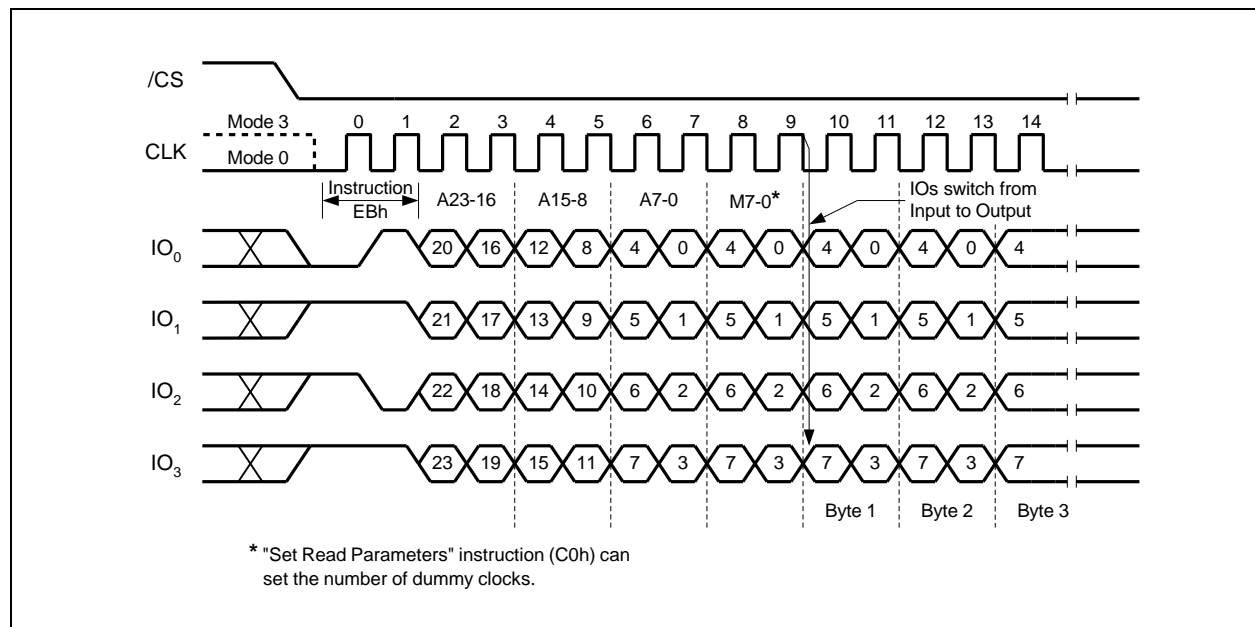 /CS
Mode 3 0 1 2 3 4 5 6 7 8 9 10 11 12 13 14
CLK
Mode 0
Instruction
EBh
A23-16 A15-8 A7-0 M7-0*
IOs switch from
Input to Output
IO0 20 16 12 8 4 0 4 0 4 0 4 0 4
IO1 21 17 13 9 5 1 5 1 5 1 5 1 5
IO2 22 18 14 10 6 2 6 2 6 2 6 2 6
IO3 23 19 15 11 7 3 7 3 7 3 7 3 7
Byte 1 Byte 2 Byte 3
* "Set Read Parameters" instruction (C0h) can
set the number of dummy clocks.